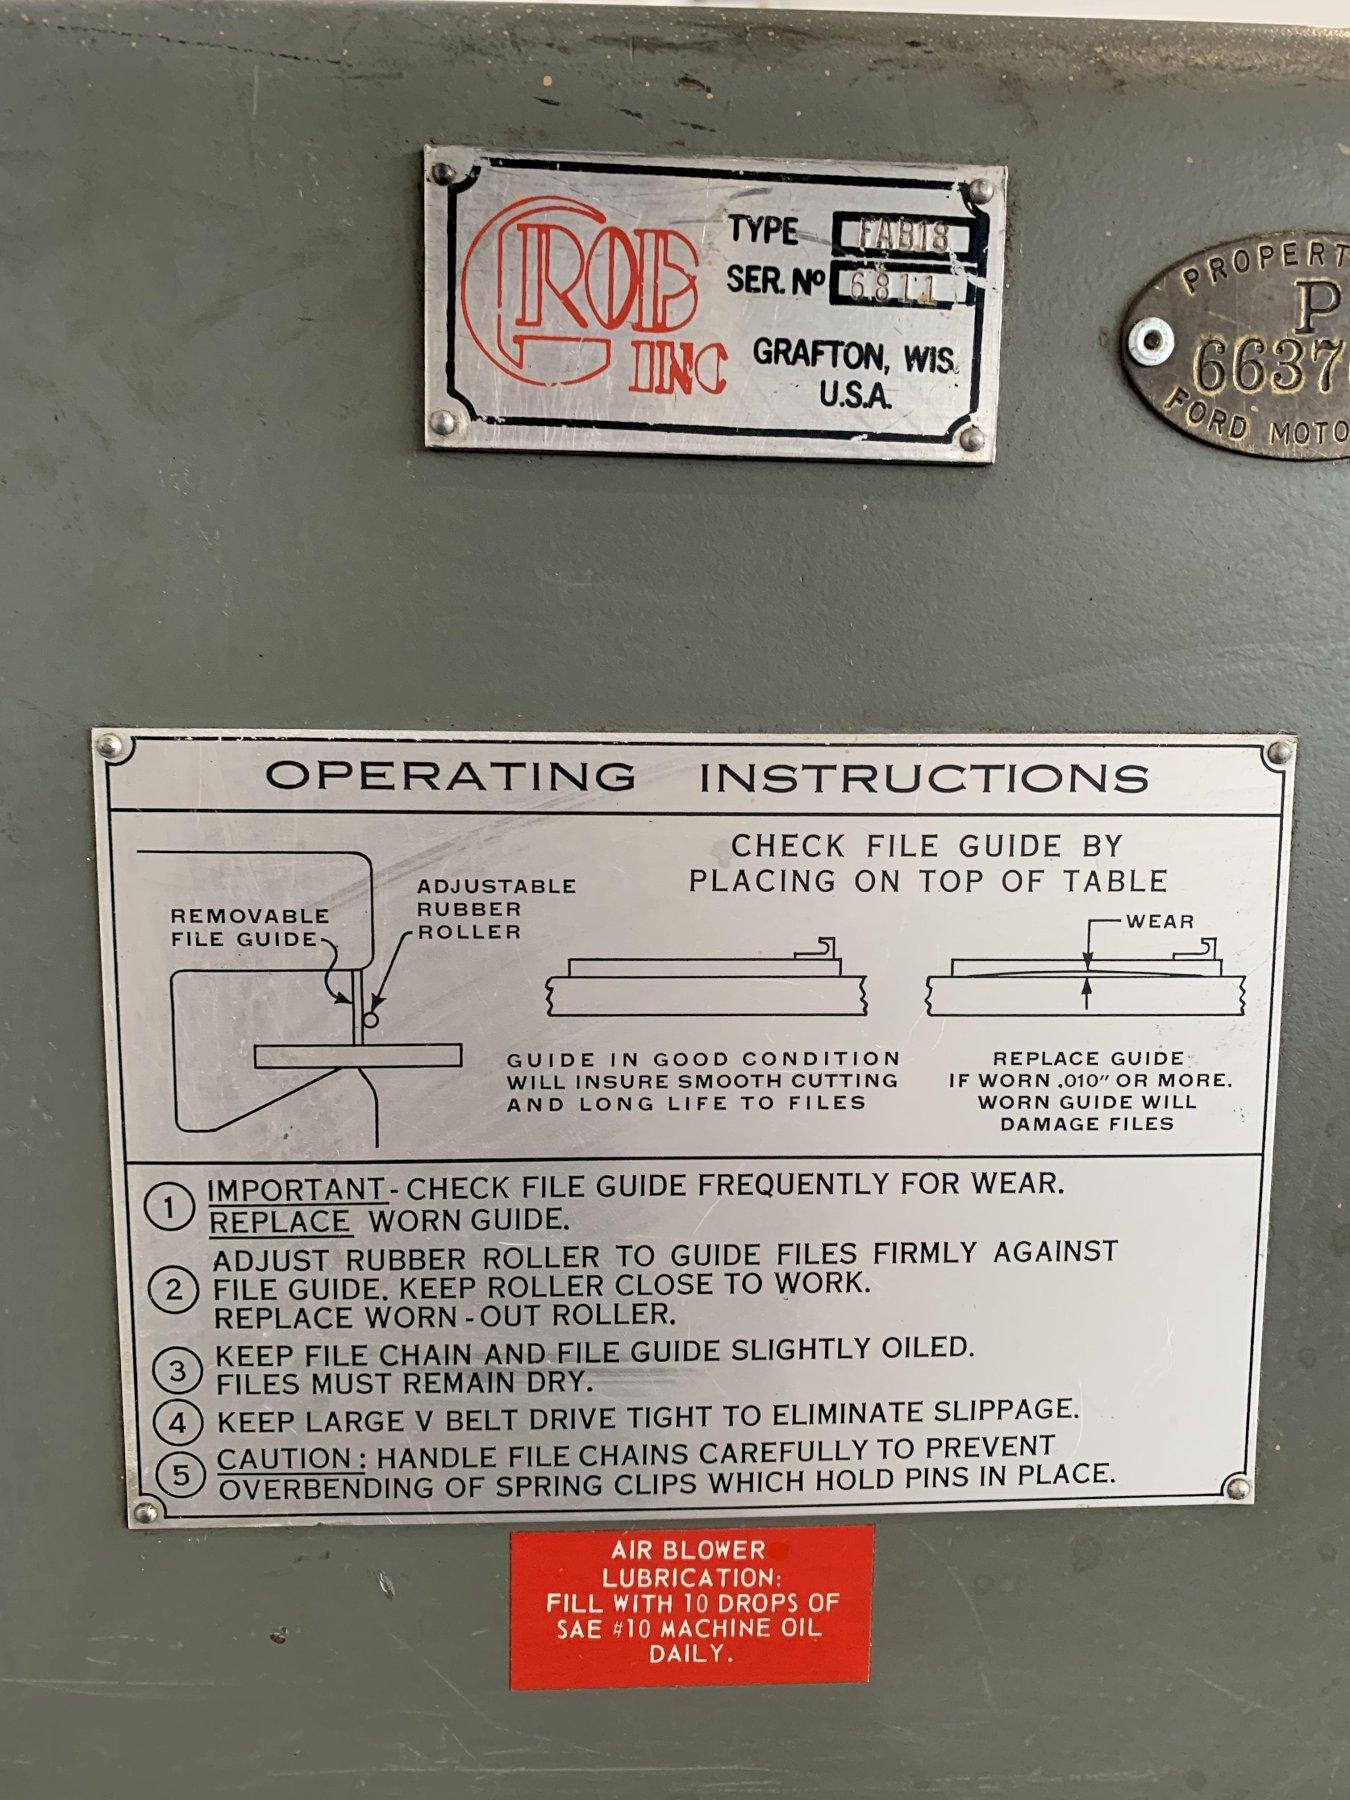 GROB
INC
TYPE FAB18
SER. Nº 6811
GRAFTON, WIS.
U.S.A.
PROPERT
P
6637
FORD MOTO
OPERATING INSTRUCTIONS
REMOVABLE
FILE GUIDE
ADJUSTABLE
RUBBER
ROLLER
CHECK FILE GUIDE BY
PLACING ON TOP OF TABLE
WEAR
GUIDE IN GOOD CONDITION
WILL INSURE SMOOTH CUTTING
AND LONG LIFE TO FILES
REPLACE GUIDE
IF WORN .010" OR MORE.
WORN GUIDE WILL
DAMAGE FILES
1 IMPORTANT - CHECK FILE GUIDE FREQUENTLY FOR WEAR.
REPLACE WORN GUIDE.
2 ADJUST RUBBER ROLLER TO GUIDE FILES FIRMLY AGAINST
FILE GUIDE. KEEP ROLLER CLOSE TO WORK.
REPLACE WORN-OUT ROLLER.
3 KEEP FILE CHAIN AND FILE GUIDE SLIGHTLY OILED.
FILES MUST REMAIN DRY.
4 KEEP LARGE V BELT DRIVE TIGHT TO ELIMINATE SLIPPAGE.
5 CAUTION: HANDLE FILE CHAINS CAREFULLY TO PREVENT
OVERBENDING OF SPRING CLIPS WHICH HOLD PINS IN PLACE.
AIR BLOWER
LUBRICATION:
FILL WITH 10 DROPS OF
SAE #10 MACHINE OIL
DAILY.